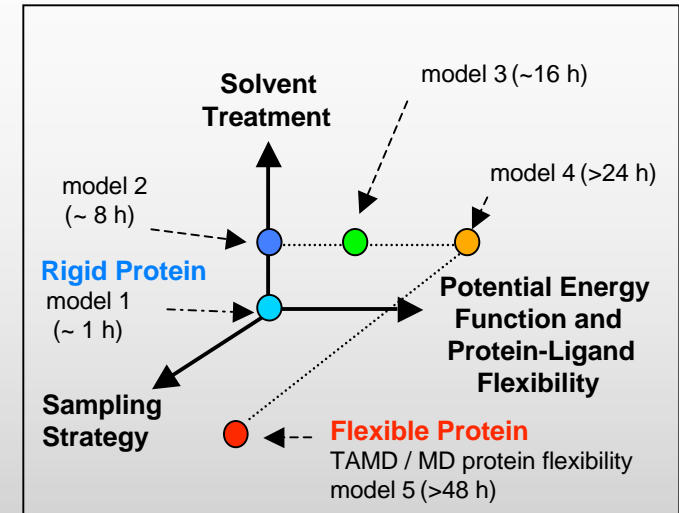 Solvent
Treatment
model 3 (~16 h)
model 4 (>24 h)
model 2
(~ 8 h)
Rigid Protein
model 1
(~ 1 h)
Potential Energy
Function and
Protein-Ligand
Flexibility
Sampling
Strategy
Flexible Protein
TAMD / MD protein flexibility
model 5 (>48 h)